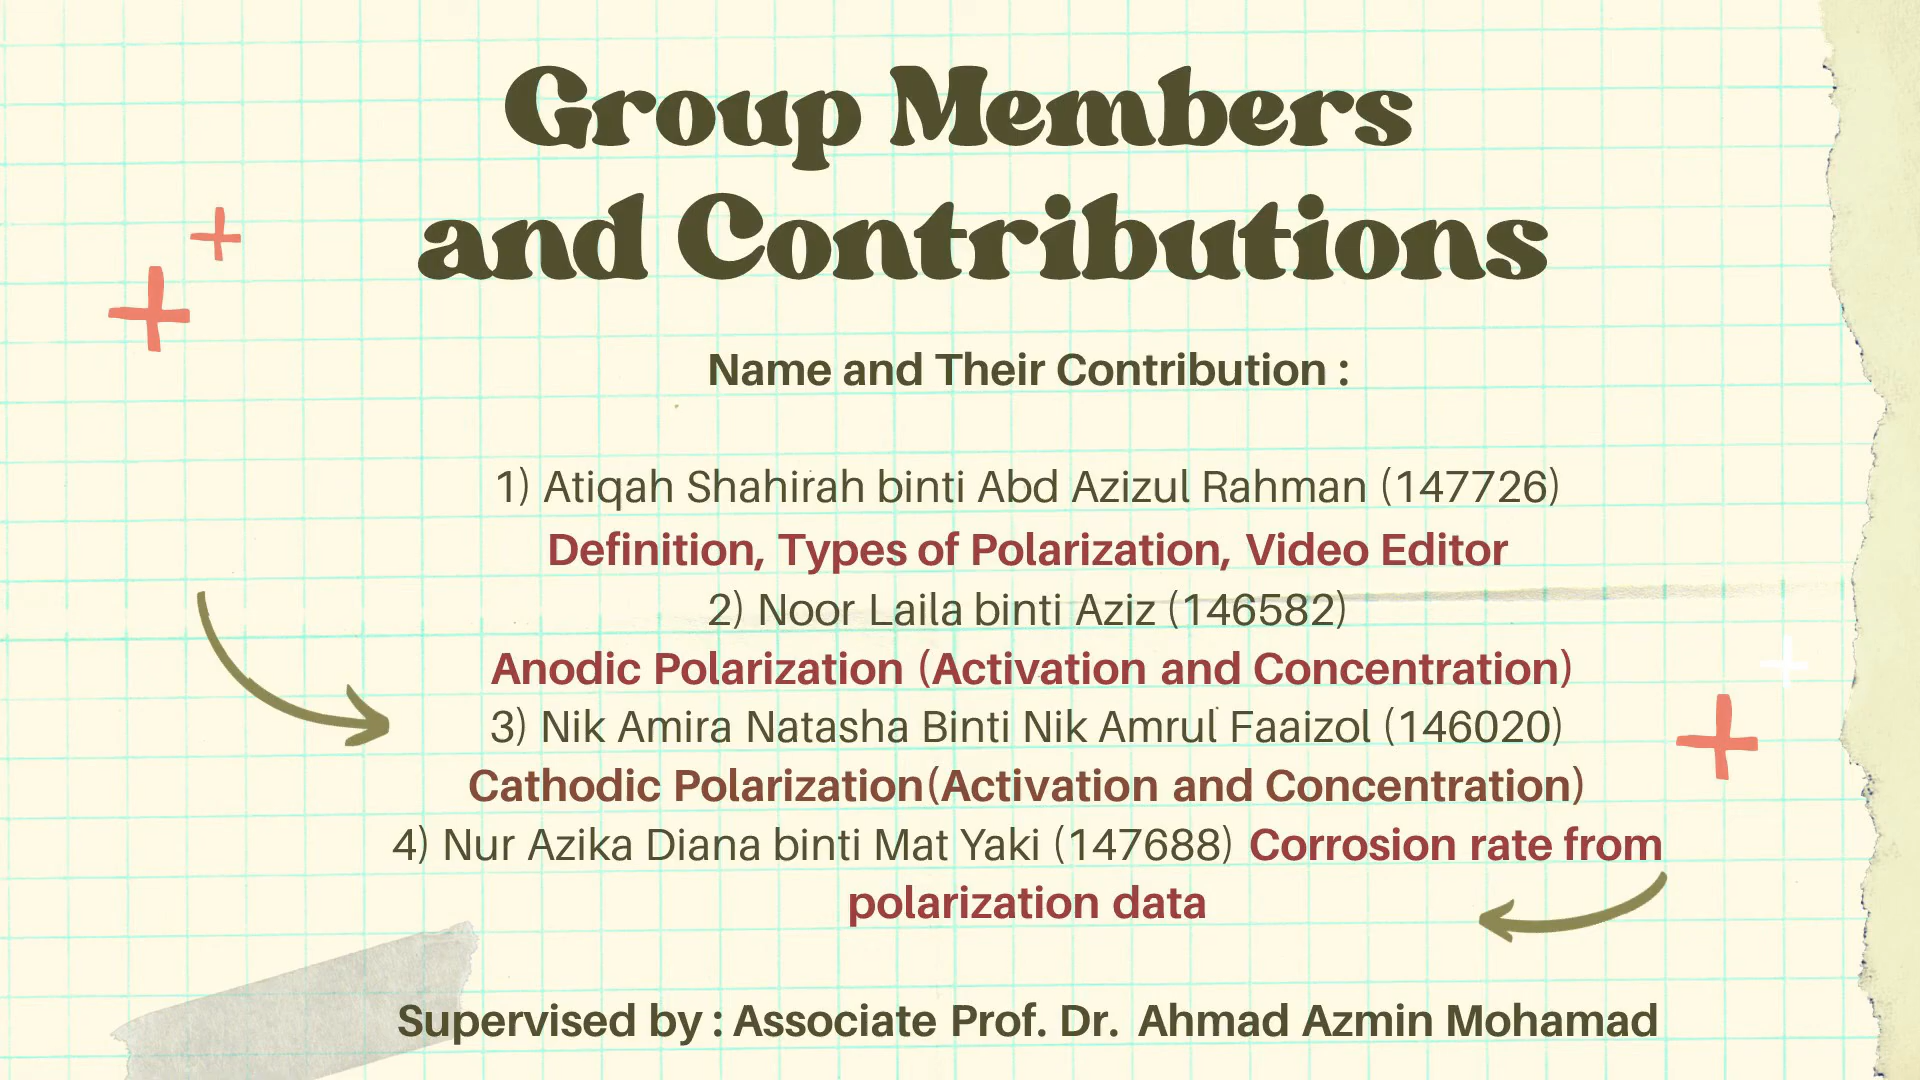 Group Members
and Contributions
Name and Their Contribution :
1) Atiqah Shahirah binti Abd Azizul Rahman (147726)
Definition, Types of Polarization, Video Editor
2) Noor Laila binti Aziz (146582)
Anodic Polarization (Activation and Concentration)
3) Nik Amira Natasha Binti Nik Amrul Faaizol (146020)
Cathodic Polarization(Activation and Concentration)
4) Nur Azika Diana binti Mat Yaki (147688) Corrosion rate from
polarization data
Supervised by : Associate Prof. Dr. Ahmad Azmin Mohamad